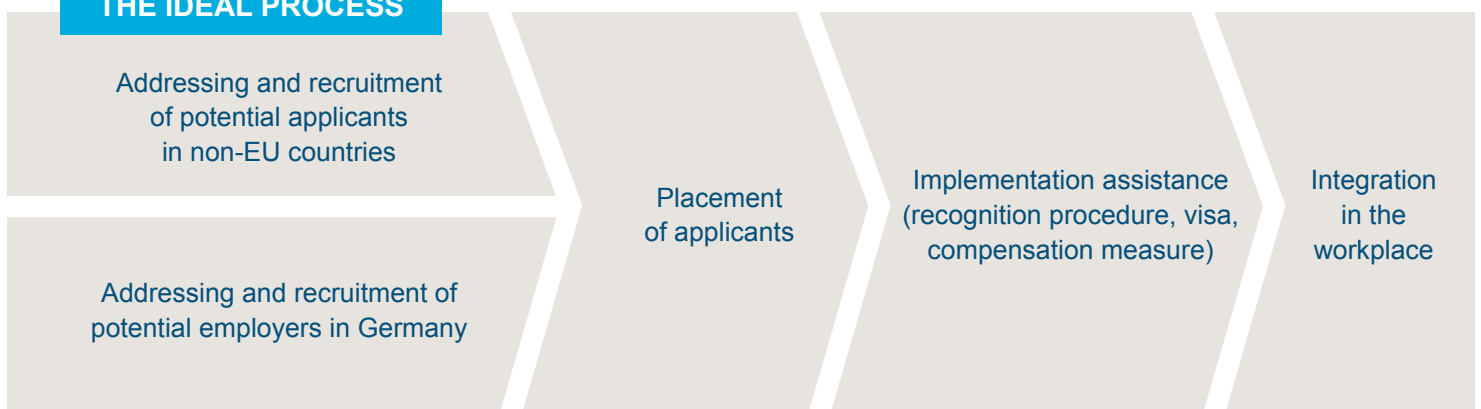 THE IDEAL PROCESS
Addressing and recruitment
of potential applicants
in non-EU countries
Addressing and recruitment of
potential employers in Germany
Placement
of applicants
Implementation assistance
(recognition procedure, visa,
compensation measure)
Integration
in the
workplace